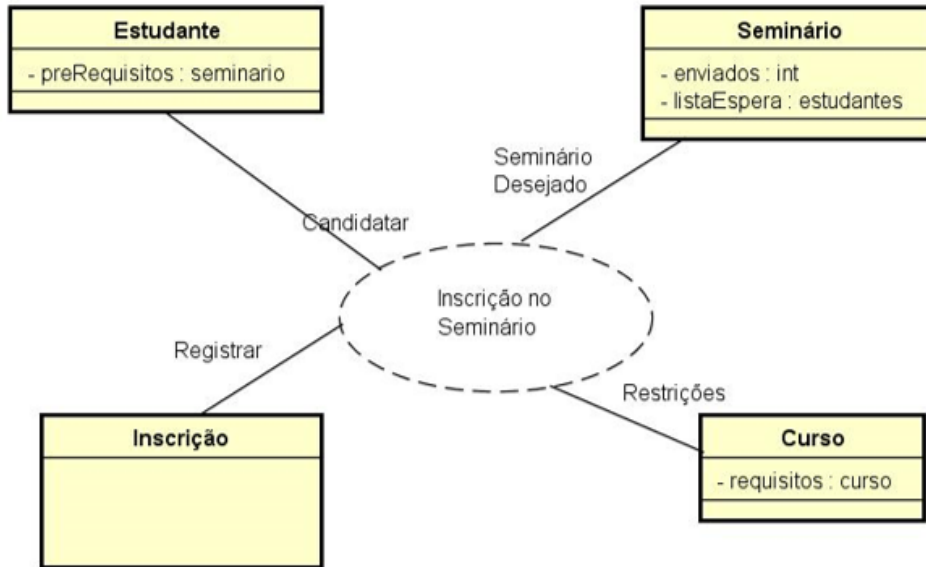 Estudante
- preRequisitos : seminario
Seminário
- enviados : int
- listaEspera : estudantes
Seminário
Desejado
Candidatar
Inscrição no
Seminário
Registrar
Restrições
Inscrição
Curso
- requisitos : curso